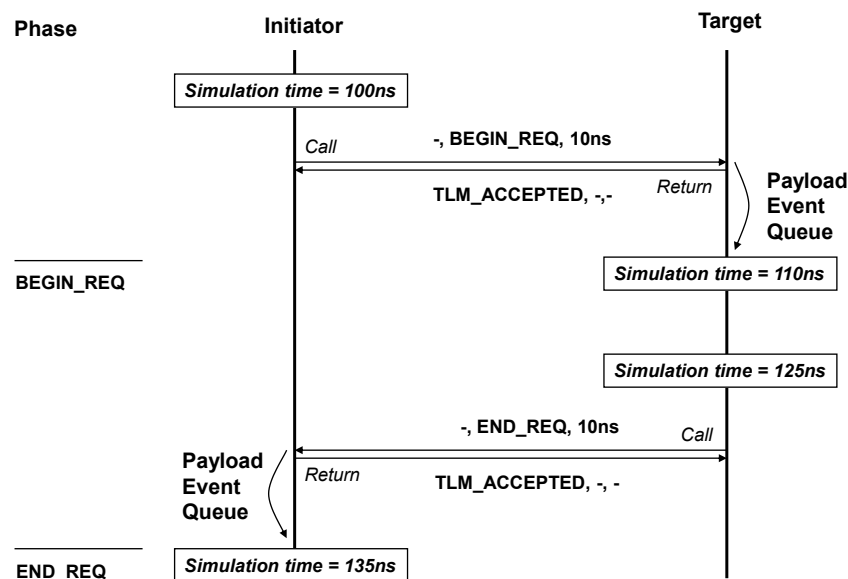 Phase
Initiator
Target
Simulation time = 100ns
-, BEGIN_REQ, 10ns
Call
TLM_ACCEPTED, -,-
Return
Payload
Event
Queue
BEGIN_REQ
Simulation time = 110ns
Simulation time = 125ns
-, END_REQ, 10ns
Call
Payload
Event
Queue
Return
TLM_ACCEPTED, -, -
END_REQ
Simulation time = 135ns